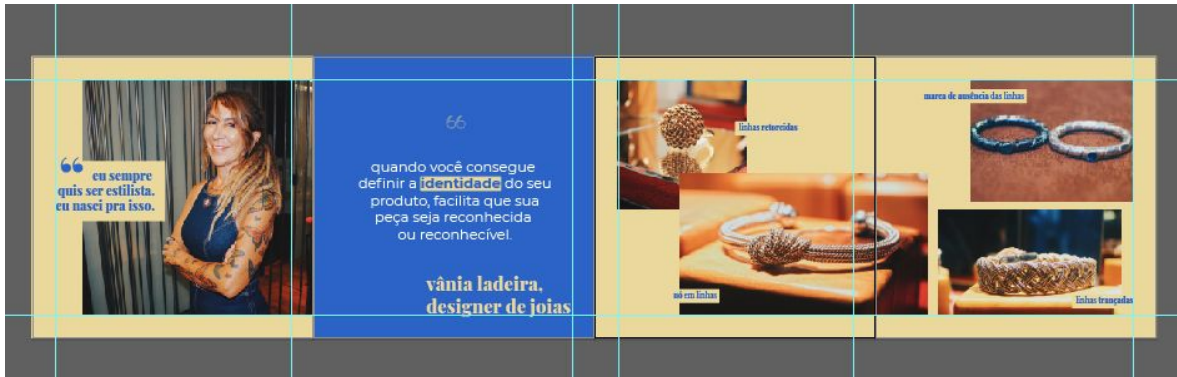 “ eu sempre
quis ser estilista.
eu nasci pra isso.
“
quando você consegue
definir a identidade do seu
produto, facilita que sua
peça seja reconhecida
ou reconhecível.
vânia ladeira,
designer de joias
linhas retorcidas
nó em linhas
marca de ausência das linhas
linhas trançadas